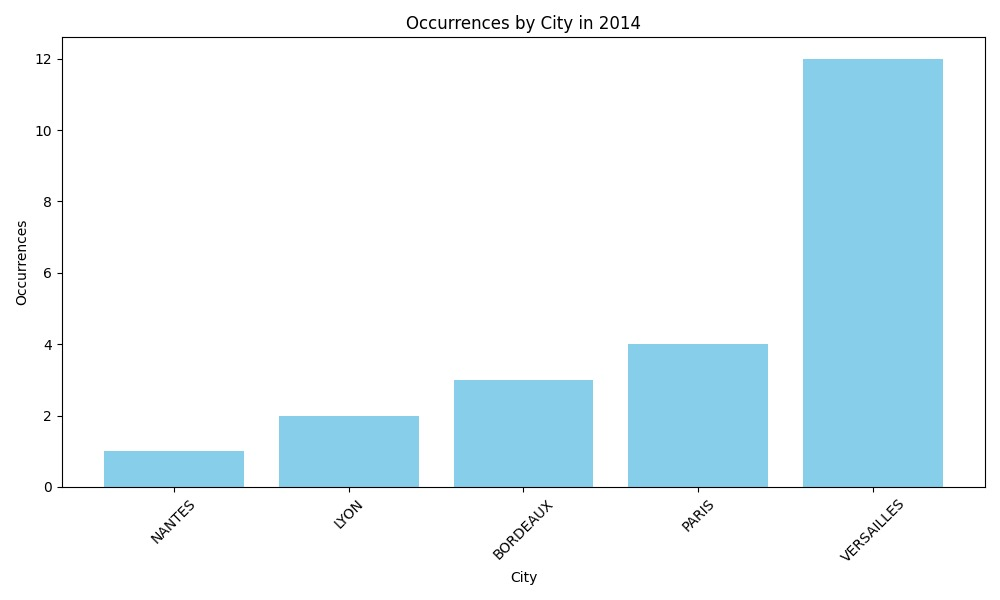 Occurrences by City in 2014
Occurrences
12
10
8
6
4
2
0
NANTES
LYON
BORDEAUX
PARIS
VERSAILLES
City